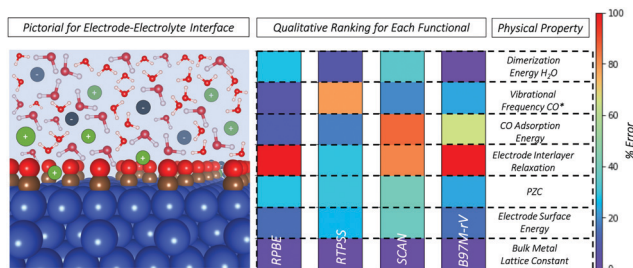 Pictorial for Electrode-Electrolyte Interface
Qualitative Ranking for Each Functional
Physical Property
Dimerization
Energy H₂O
Vibrational
Frequency CO*
CO Adsorption
Energy
Electrode Interlayer
Relaxation
PZC
Electrode Surface
Energy
Bulk Metal
Lattice Constant
RPBE
RTPSS
SCAN
B97M-rV
100
80
60
40
20
0
% Error
-
+
+
-
-
+
+
-
+
+
+